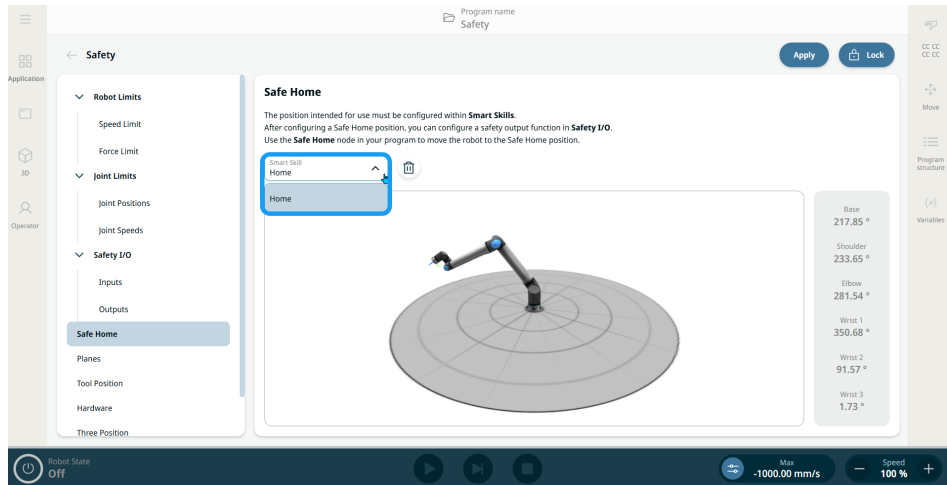 Program name
Safety
Application
3D
Operator
Safety
Apply
Lock
Robot Limits
Speed Limit
Force Limit
Joint Limits
Joint Positions
Joint Speeds
Safety I/O
Inputs
Outputs
Safe Home
Planes
Tool Position
Hardware
Three Position
Safe Home
The position intended for use must be configured within Smart Skills.
After configuring a Safe Home position, you can configure a safety output function in Safety I/O.
Use the Safe Home node in your program to move the robot to the Safe Home position.
Smart Skill
Home
Home
Base
217.85 °
Shoulder
233.65 °
Elbow
281.54 °
Wrist 1
350.68 °
Wrist 2
91.57 °
Wrist 3
1.73 °
CC CC
CC CC
Move
Program
structure
{x}
Variables
Robot State
Off
Max
-1000.00 mm/s
Speed
100 %